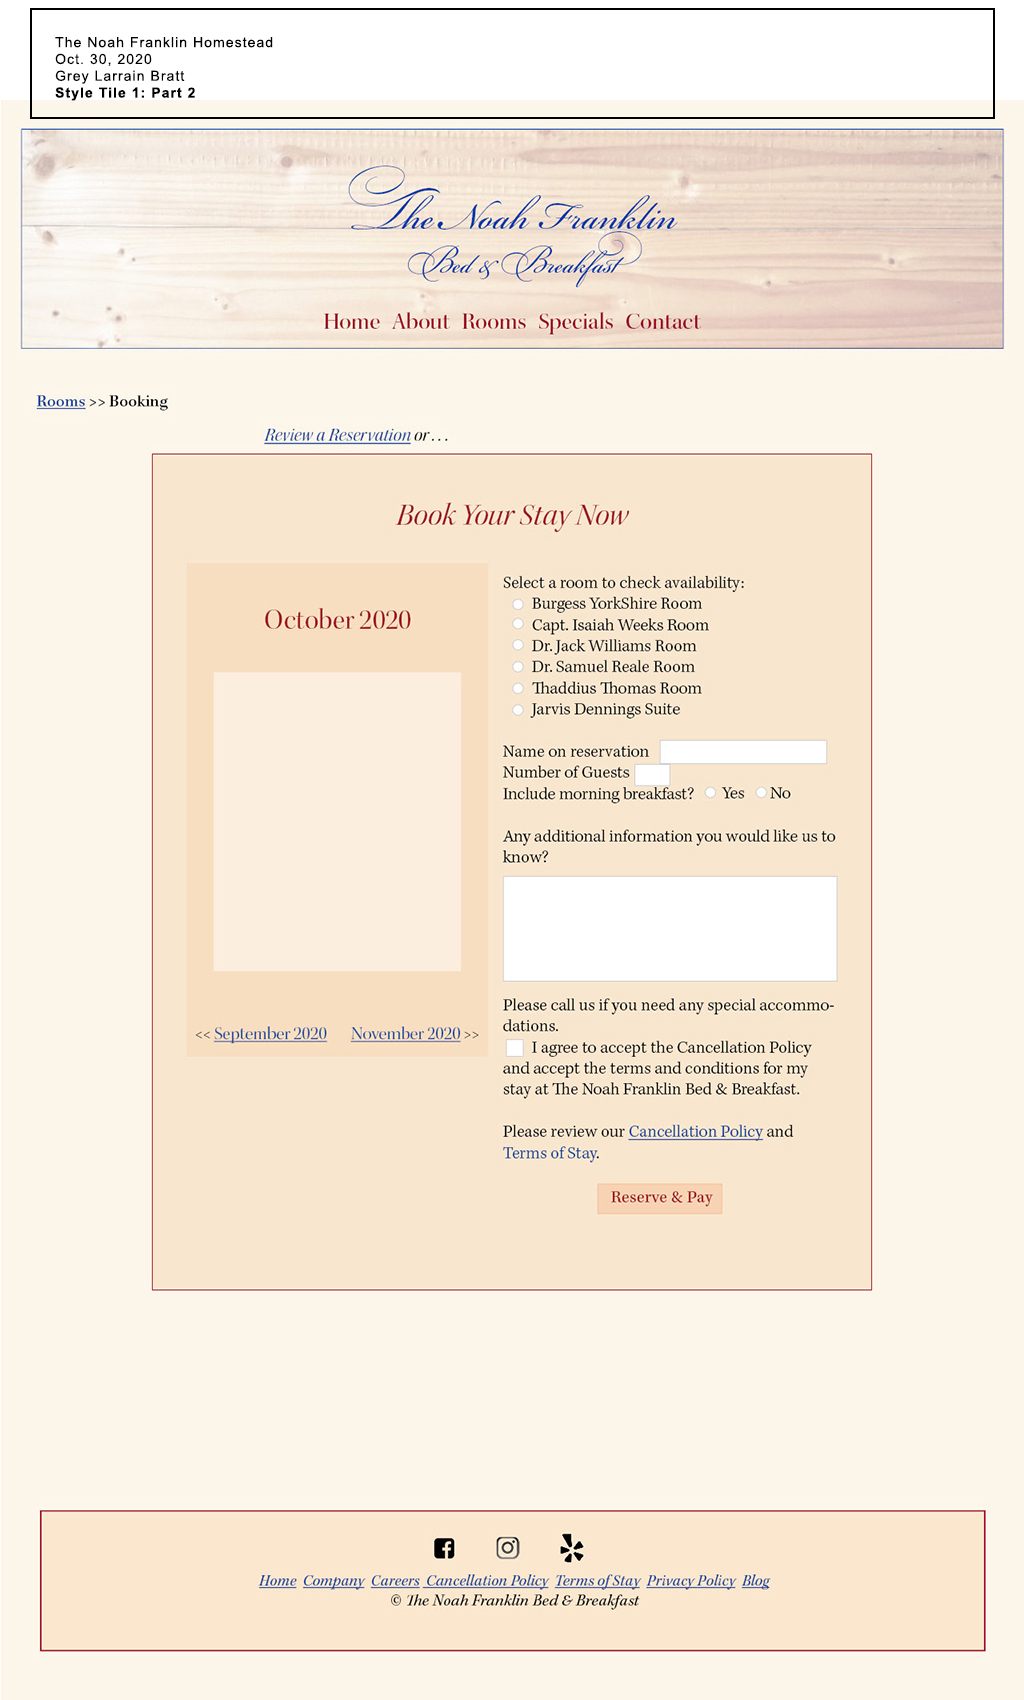 The Noah Franklin Homestead
Oct. 30, 2020
Grey Larrain Bratt
Style Tile 1: Part 2
The Noah Franklin
Bed & Breakfast
Home About Rooms Specials Contact
Rooms >> Booking
Review a Reservation or . . .
Book Your Stay Now
October 2020
<< September 2020 November 2020 >>
Select a room to check availability:
Burgess YorkShire Room
Capt. Isaiah Weeks Room
Dr. Jack Williams Room
Dr. Samuel Reale Room
Thaddius Thomas Room
Jarvis Dennings Suite
Name on reservation
Number of Guests
Include morning breakfast? Yes No
Any additional information you would like us to
know?
Please call us if you need any special accommo-
dations.
I agree to accept the Cancellation Policy
and accept the terms and conditions for my
stay at The Noah Franklin Bed & Breakfast.
Please review our Cancellation Policy and
Terms of Stay.
Reserve & Pay
Home Company Careers Cancellation Policy Terms of Stay Privacy Policy Blog
© The Noah Franklin Bed & Breakfast